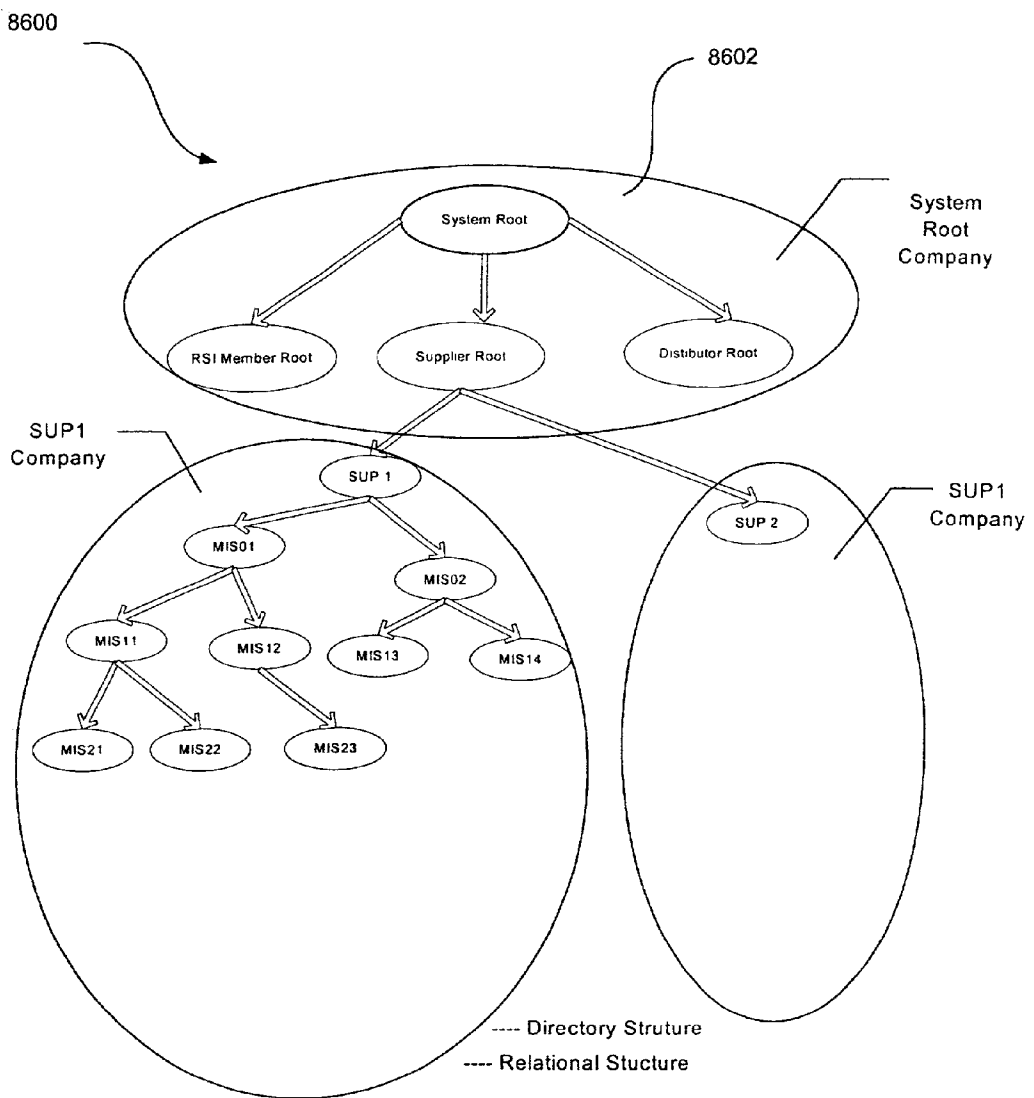 8600
8602
System Root
System
Root
Company
RSI Member Root
Supplier Root
Distibutor Root
SUP1
Company
SUP 1
SUP1
Company
SUP 2
MIS01
MIS02
MIS11
MIS12
MIS13
MIS14
MIS21
MIS22
MIS23
---- Directory Struture
---- Relational Stucture